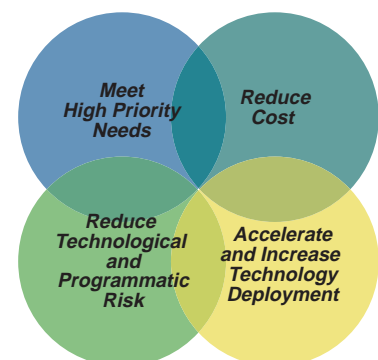 Meet
High Priority
Needs
Reduce
Cost
Reduce
Technological
and
Programmatic
Risk
Accelerate
and Increase
Technology
Deployment